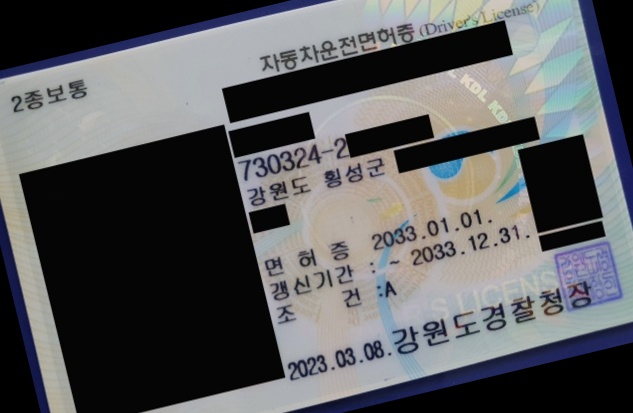 자동차운전면허증 (Driver's License)
2종보통
730324-2
강원도 횡성군
면 허 증 2033.01.01.
갱신기간 : ~ 2033.12.31.
조 건 :A
2023.03.08. 강원도경찰청장